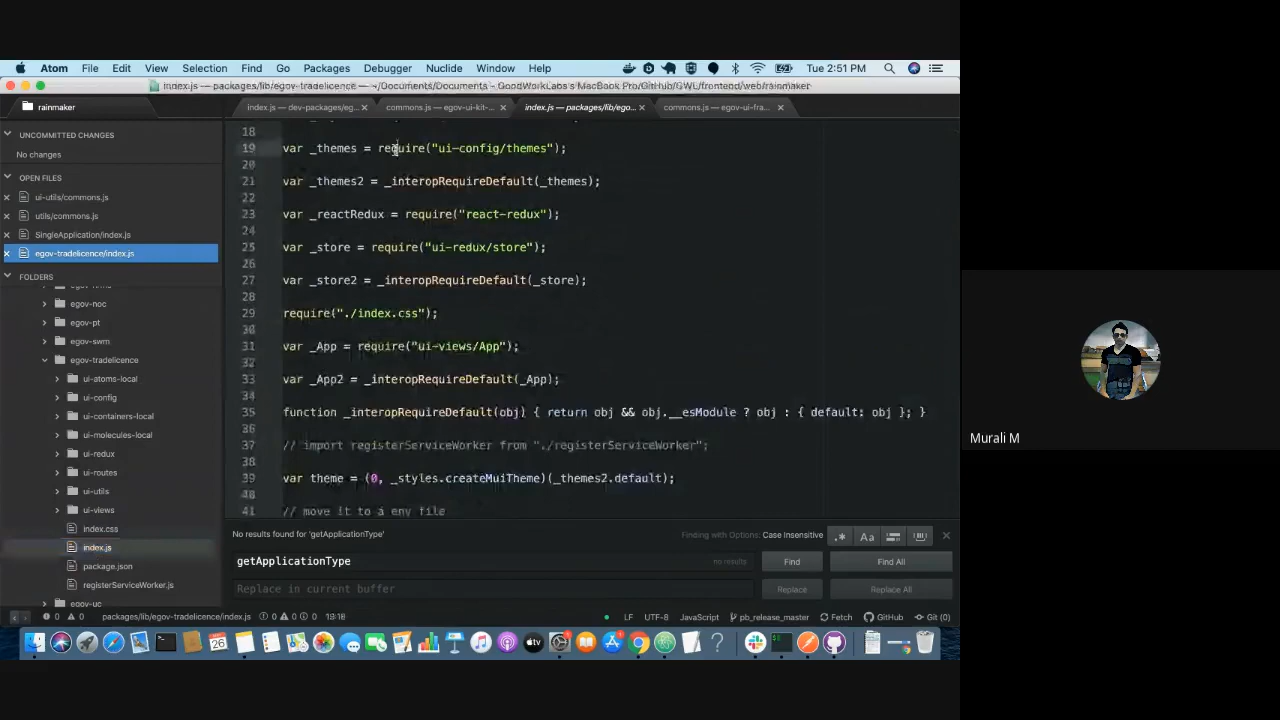 Atom File Edit View Selection Find Go Packages Debugger Nuclide Window Help Tue 2:51 PM
index.js — packages/lib/egov-tradelicence — ~/Documents/Documents - GoodWorkLabs's MacBook Pro/GitHub/GWL/frontend/web/rainmaker
rainmaker
index.js — dev-packages/eg...
commons.js — egov-ui-kit-...
index.js — packages/lib/ego...
commons.js — egov-ui-fra...
UNCOMMITTED CHANGES
No changes
OPEN FILES
ui-utils/commons.js
utils/commons.js
SingleApplication/index.js
egov-tradelicence/index.js
FOLDERS
egov-noc
egov-pt
egov-swm
egov-tradelicence
ui-atoms-local
ui-config
ui-containers-local
ui-molecules-local
ui-redux
ui-routes
ui-utils
ui-views
index.css
index.js
package.json
registerServiceWorker.js
egov-uc
18
19 var _themes = require("ui-config/themes");
20
21 var _themes2 = _interopRequireDefault(_themes);
22
23 var _reactRedux = require("react-redux");
24
25 var _store = require("ui-redux/store");
26
27 var _store2 = _interopRequireDefault(_store);
28
29 require("./index.css");
30
31 var _App = require("ui-views/App");
32
33 var _App2 = _interopRequireDefault(_App);
34
35 function _interopRequireDefault(obj) { return obj && obj.__esModule ? obj : { default: obj }; }
36
37 // import registerServiceWorker from "./registerServiceWorker";
38
39 var theme = (0, _styles.createMuiTheme)(_themes2.default);
40
41 // move it to a env file
No results found for 'getApplicationType'
Finding with Options: Case Insensitive
.* Aa
getApplicationType
no results
Find
Find All
Replace in current buffer
Replace
Replace All
0 0 0 packages/lib/egov-tradelicence/index.js 0 0 0 19:18
LF UTF-8 JavaScript pb_release_master Fetch GitHub Git (0)
Murali M